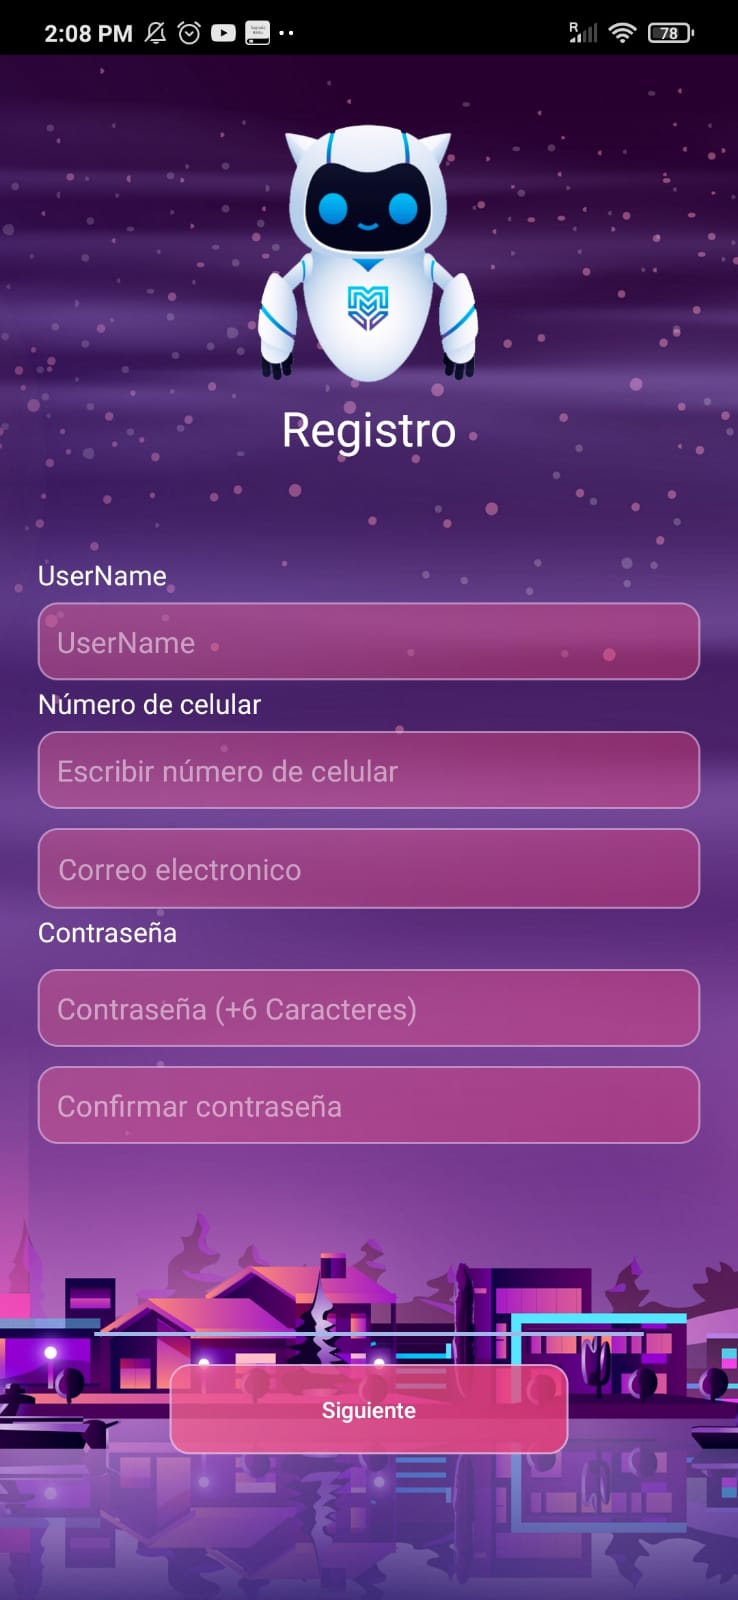 2:08 PM
R
78
Registro
UserName
UserName
Número de celular
Escribir número de celular
Correo electronico
Contraseña
Contraseña (+6 Caracteres)
Confirmar contraseña
Siguiente